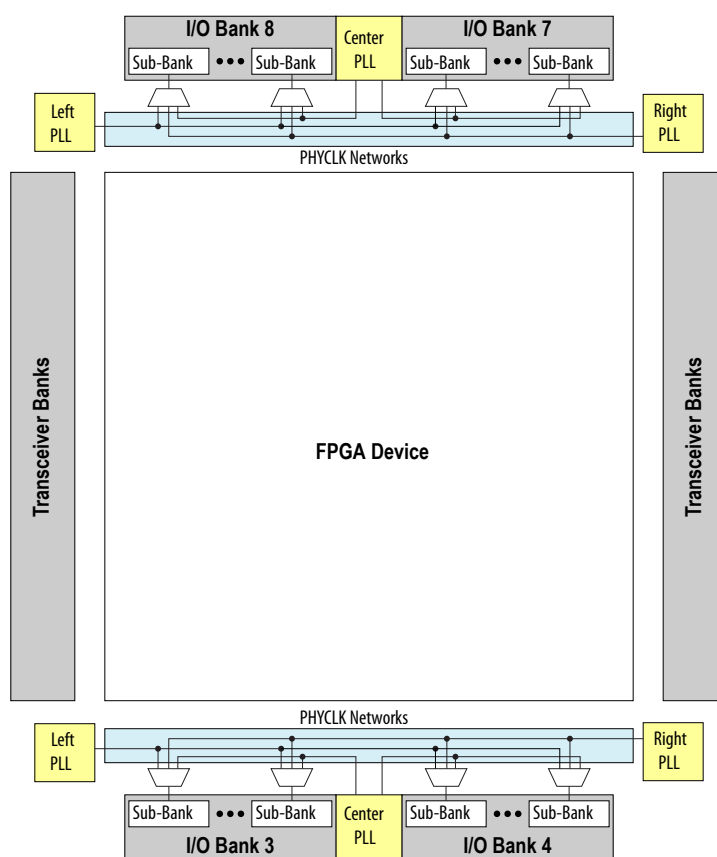 I/O Bank 8
Center
PLL
I/O Bank 7
Sub-Bank ••• Sub-Bank
Sub-Bank ••• Sub-Bank
Left
PLL
Right
PLL
PHYCLK Networks
Transceiver Banks
FPGA Device
Transceiver Banks
PHYCLK Networks
Left
PLL
Right
PLL
Sub-Bank ••• Sub-Bank
Center
PLL
Sub-Bank ••• Sub-Bank
I/O Bank 3
I/O Bank 4